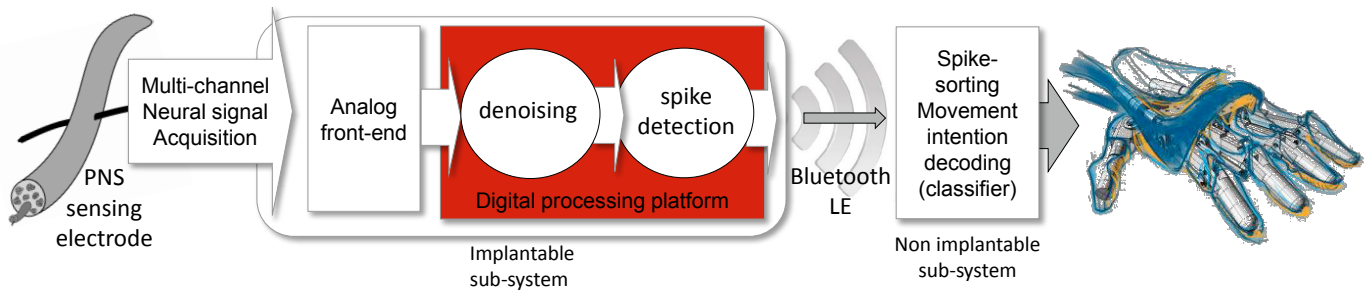 PNS
sensing
electrode
Multi-channel
Neural signal
Acquisition
Analog
front-end
denoising
spike
detection
Digital processing platform
Implantable
sub-system
Bluetooth
LE
Spike-
sorting
Movement
intention
decoding
(classifier)
Non implantable
sub-system